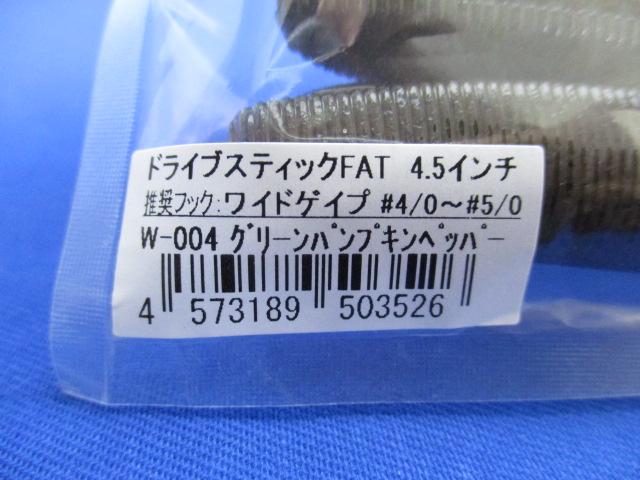 ドライブスティックFAT 4.5インチ
推奨フック:ワイドゲイプ #4/0～#5/0
W-004 ｸﾞﾘｰﾝﾊﾟﾝﾌﾟｷﾝﾍﾟｯﾊﾟｰ
4 573189 503526